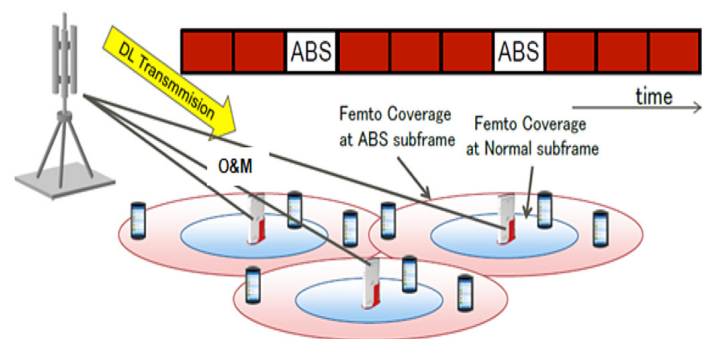 DL Transmmision
ABS
ABS
time
Femto Coverage
at ABS subframe
Femto Coverage
at Normal subframe
O&M